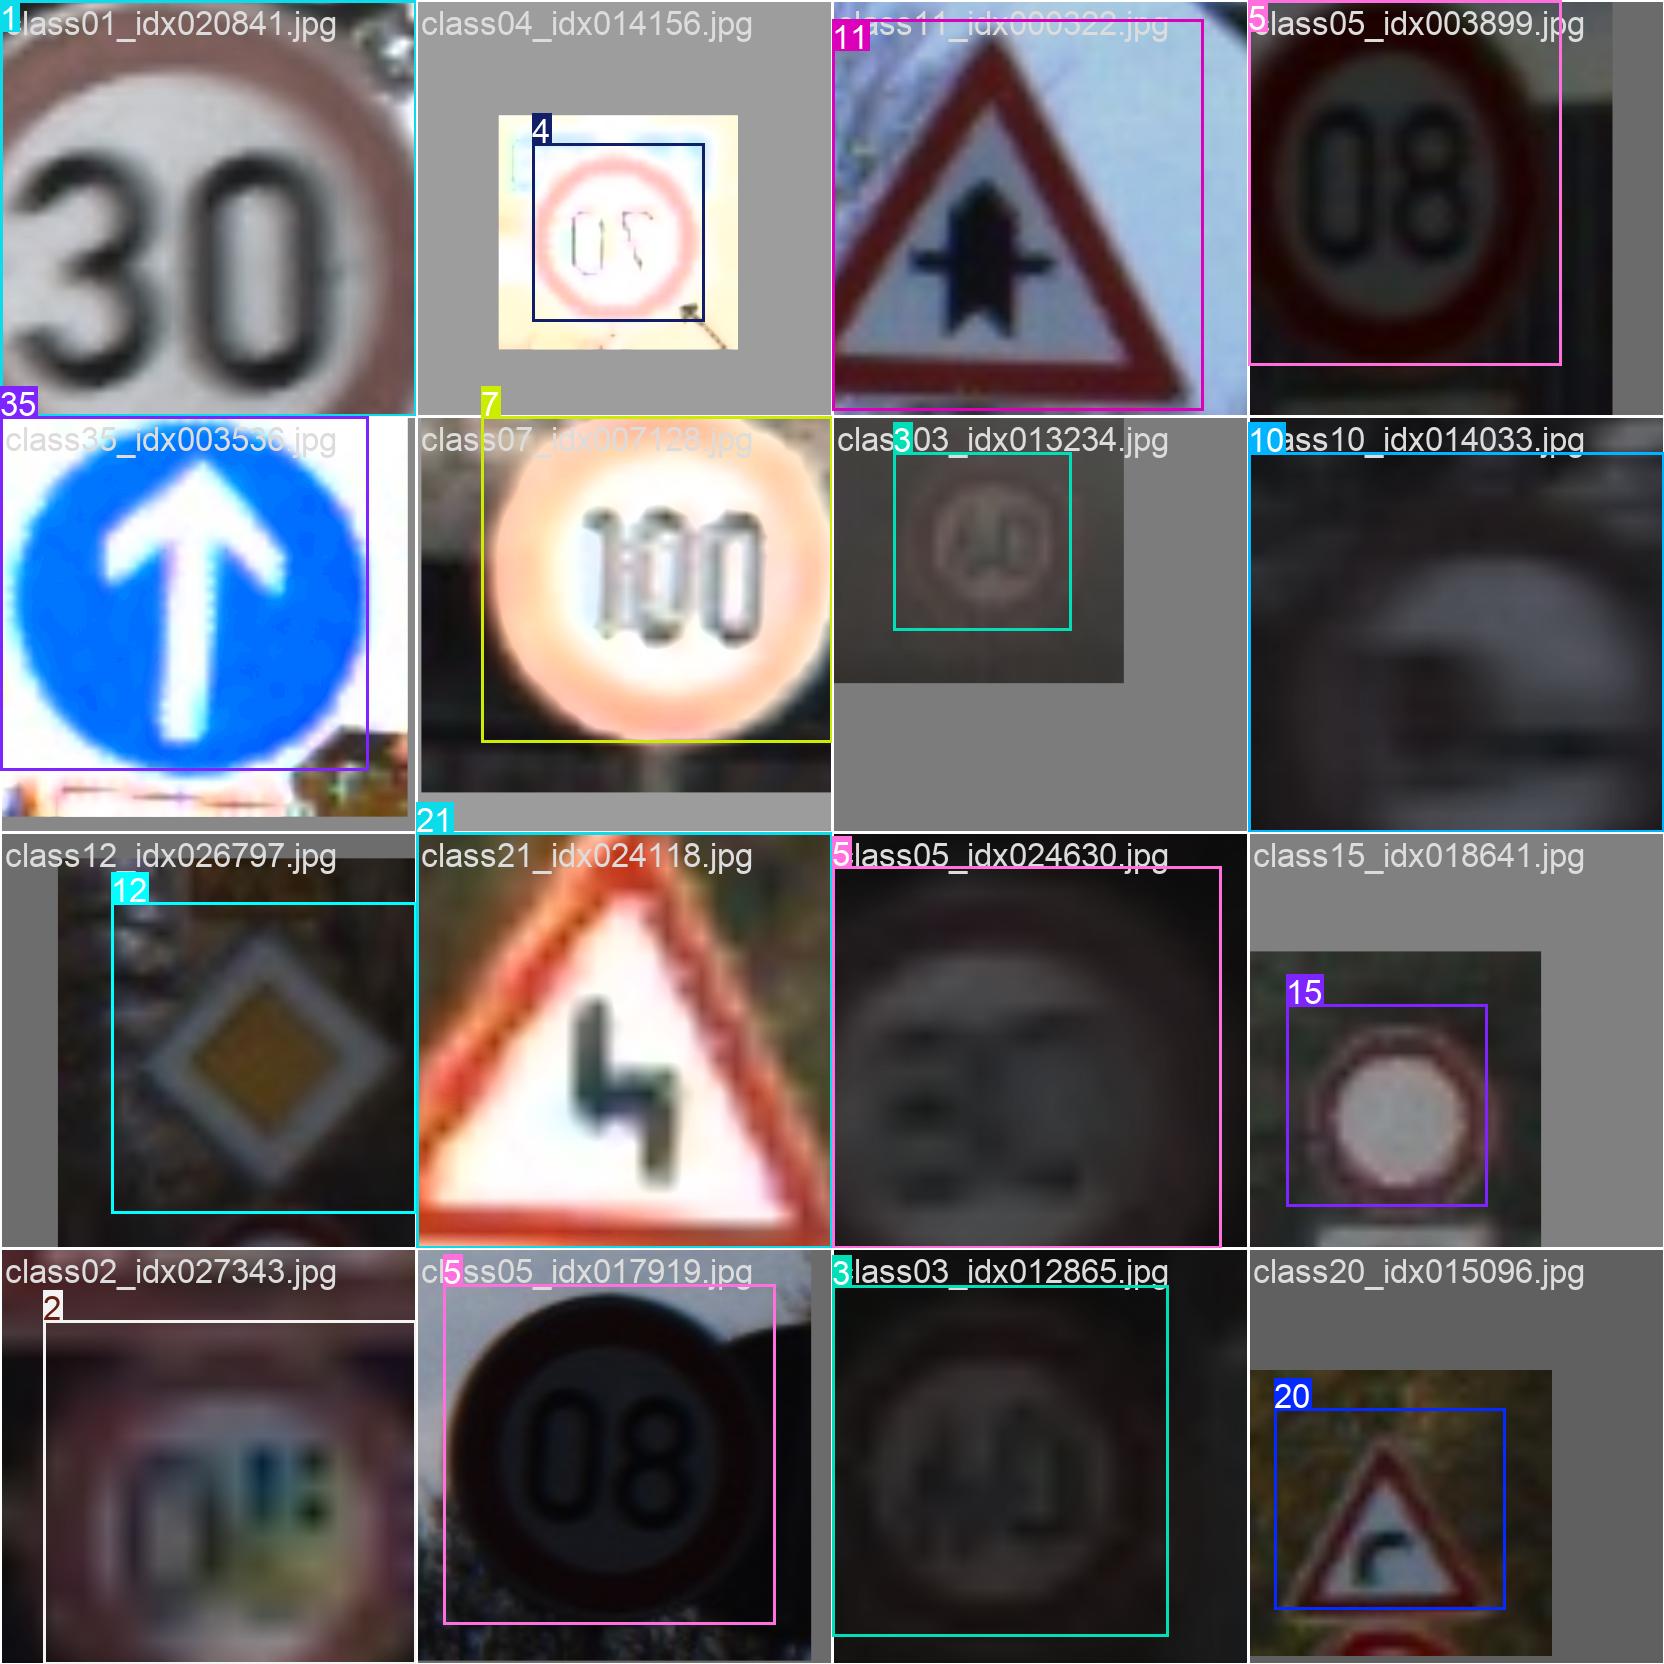 1
class01_idx020841.jpg
30
class04_idx014156.jpg
4
70
class11_idx000322.jpg
11
class05_idx003899.jpg
5
08
35
class35_idx003536.jpg
7
class07_idx007128.jpg
100
class03_idx013234.jpg
3
class10_idx014033.jpg
10
class12_idx026797.jpg
12
21
class21_idx024118.jpg
class05_idx024630.jpg
5
class15_idx018641.jpg
15
class02_idx027343.jpg
2
class05_idx017919.jpg
5
08
class03_idx012865.jpg
3
class20_idx015096.jpg
20